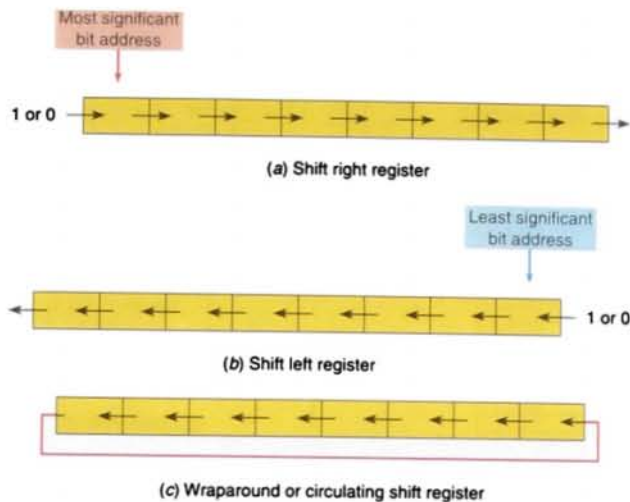 Most significant
bit address
1 or 0
(a) Shift right register
Least significant
bit address
1 or 0
(b) Shift left register
(c) Wraparound or circulating shift register